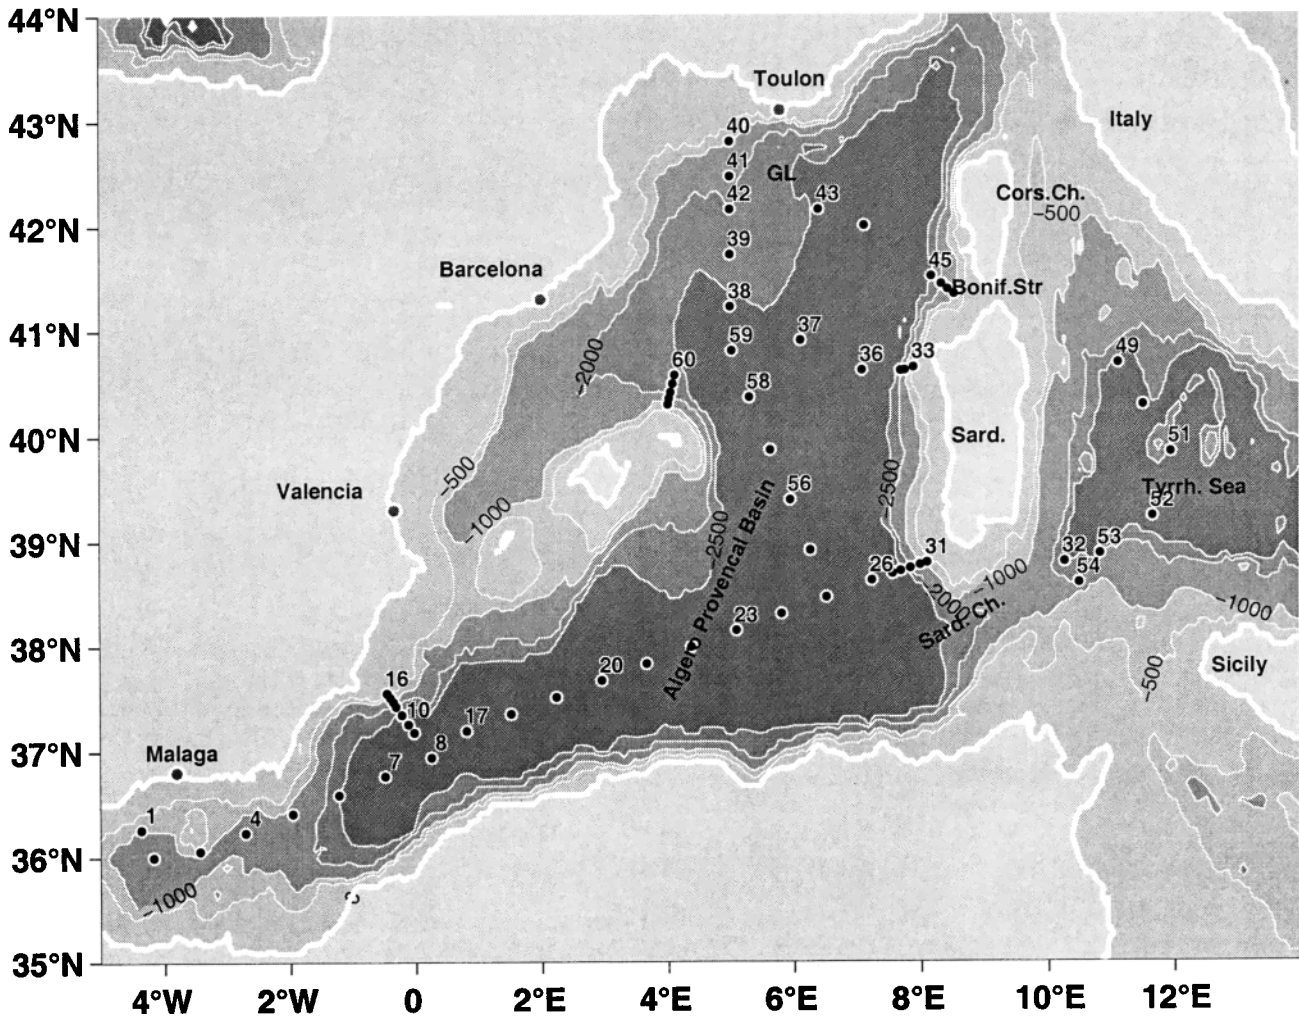 44°N
Toulon
43°N
40
Italy
41
GL
42
43
Cors.Ch.
-500
42°N
39
Barcelona
45
Bonif.Str
38
41°N
37
59
-2000
60
36
33
49
58
40°N
Sard.
51
-500
Valencia
-1000
56
-2500
Tyrrh. Sea
52
39°N
-2500
Algero Provencal Basin
31
53
26
32
54
-1000
-2000
Sard. Ch.
-1000
23
38°N
20
16
-500
Sicily
10
17
37°N
Malaga
8
7
1
4
36°N
-1000
0
35°N
4°W
2°W
0
2°E
4°E
6°E
8°E
10°E
12°E